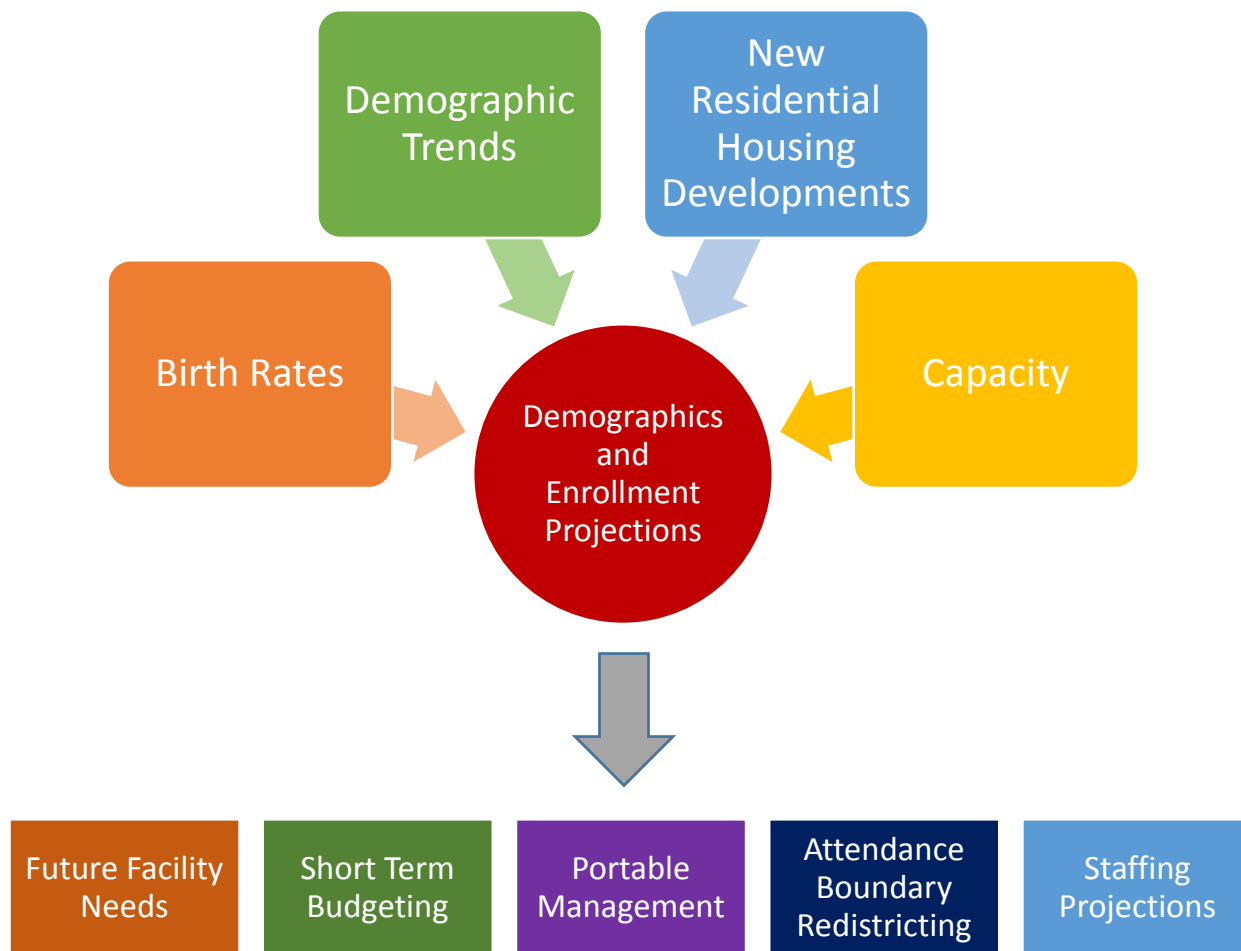 Demographic
Trends
New
Residential
Housing
Developments
Birth Rates
Capacity
Demographics
and
Enrollment
Projections
Future Facility
Needs
Short Term
Budgeting
Portable
Management
Attendance
Boundary
Redistricting
Staffing
Projections